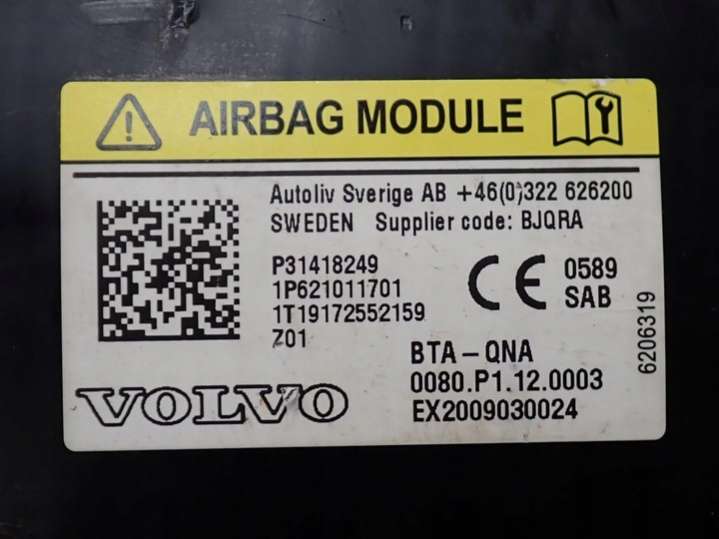 AIRBAG MODULE
Autoliv Sverige AB +46(0)322 626200
SWEDEN Supplier code: BJQRA
P31418249
1P621011701
1T19172552159
Z01
CE 0589
SAB
6206319
BTA-QNA
0080.P1.12.0003
EX2009030024
VOLVO